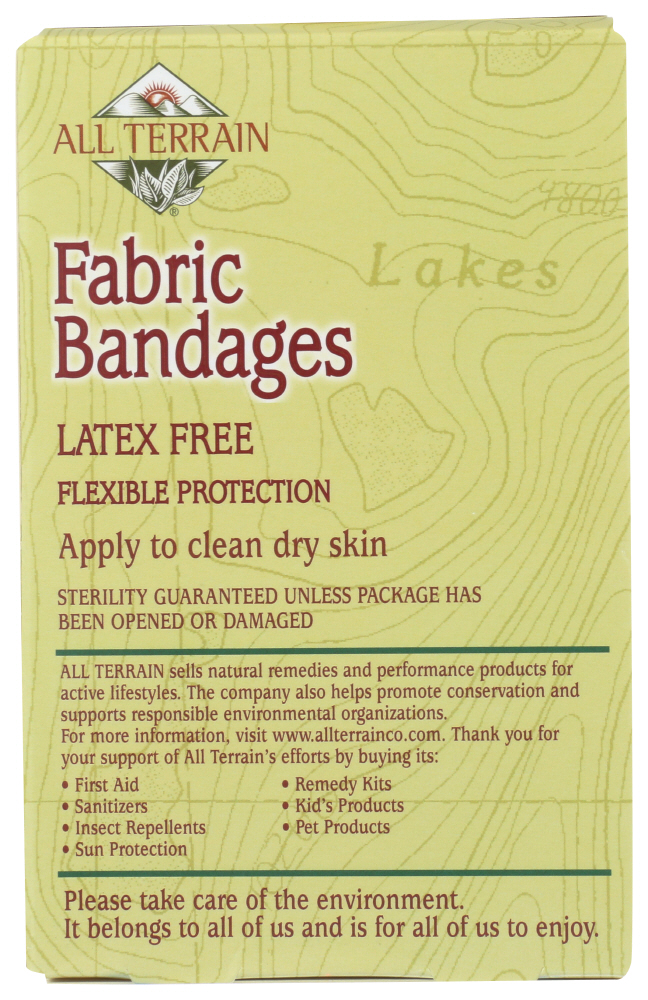 ALL TERRAIN
®
Fabric
Bandages
Lakes
9800
LATEX FREE
FLEXIBLE PROTECTION
Apply to clean dry skin
STERILITY GUARANTEED UNLESS PACKAGE HAS
BEEN OPENED OR DAMAGED
ALL TERRAIN sells natural remedies and performance products for
active lifestyles. The company also helps promote conservation and
supports responsible environmental organizations.
For more information, visit www.allterrainco.com. Thank you for
your support of All Terrain's efforts by buying its:
• First Aid
• Sanitizers
• Insect Repellents
• Sun Protection
• Remedy Kits
• Kid's Products
• Pet Products
Please take care of the environment.
It belongs to all of us and is for all of us to enjoy.